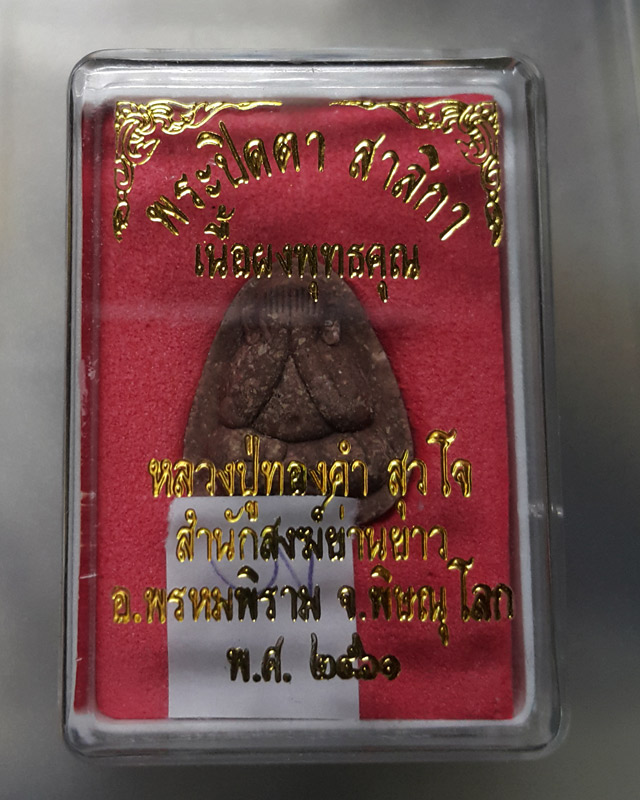 พระปิดตา สาลิกา
เนื้อผงพุทธคุณ
หลวงปู่ทองคำ สุวโจ
สำนักสงฆ์ย่านยาว
อ.พรหมพิราม จ.พิษณุโลก
พ.ศ. ๒๕๖๑